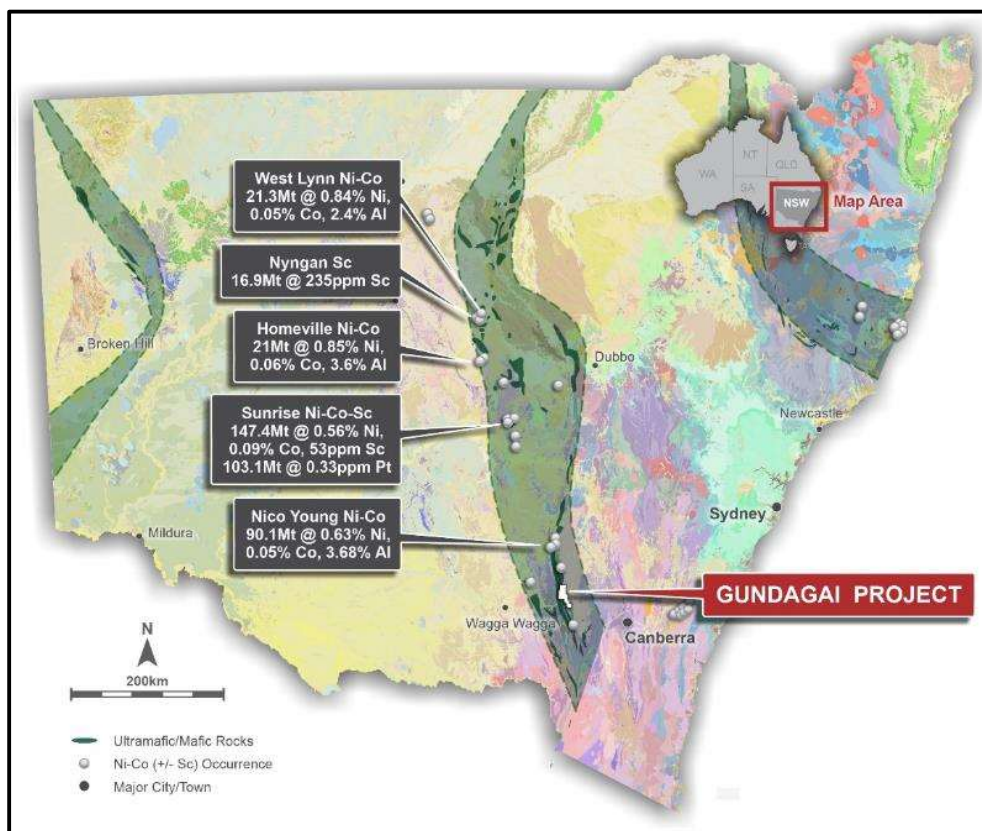 West Lynn Ni-Co
21.3Mt @ 0.84% Ni,
0.05% Co, 2.4% Al
Nyngan Sc
16.9Mt @ 235ppm Sc
Homeville Ni-Co
21Mt @ 0.85% Ni,
0.06% Co, 3.6% Al
Sunrise Ni-Co-Sc
147.4Mt @ 0.56% Ni,
0.09% Co, 53ppm Sc
103.1Mt @ 0.33ppm Pt
Nico Young Ni-Co
90.1Mt @ 0.63% Ni,
0.05% Co, 3.68% Al
WA
NT
QLD
SA
NSW
Map Area
Broken Hill
Dubbo
Newcastle
Sydney
Mildura
GUNDAGAI PROJECT
Wagga Wagga
Canberra
N
200km
Ultramafic/Mafic Rocks
Ni-Co (+/- Sc) Occurrence
Major City/Town